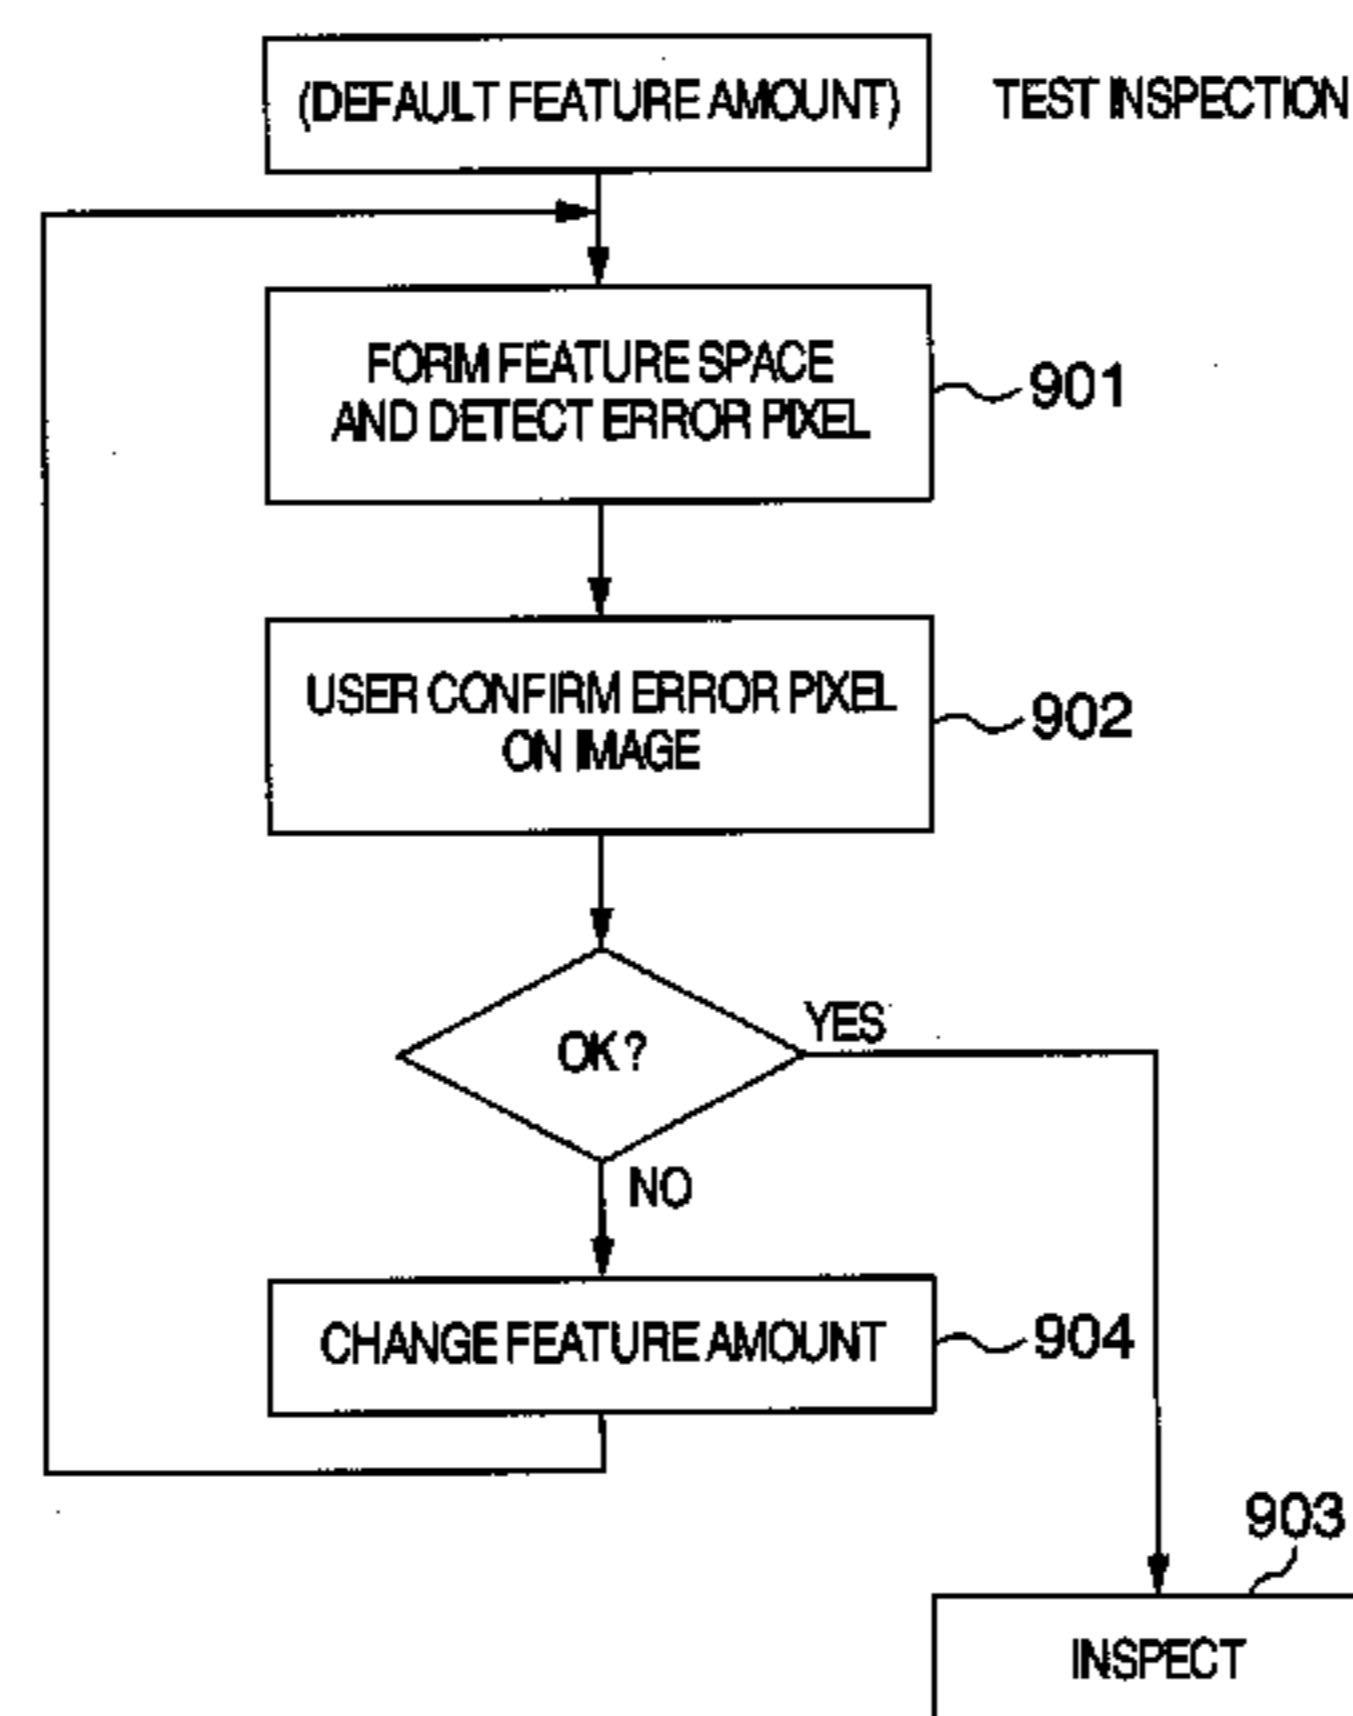 (DEFAULT FEATURE AMOUNT)
TEST INSPECTION
FORM FEATURE SPACE
AND DETECT ERROR PIXEL
901
USER CONFIRM ERROR PIXEL
ON IMAGE
902
OK?
YES
NO
CHANGE FEATURE AMOUNT
904
903
INSPECT